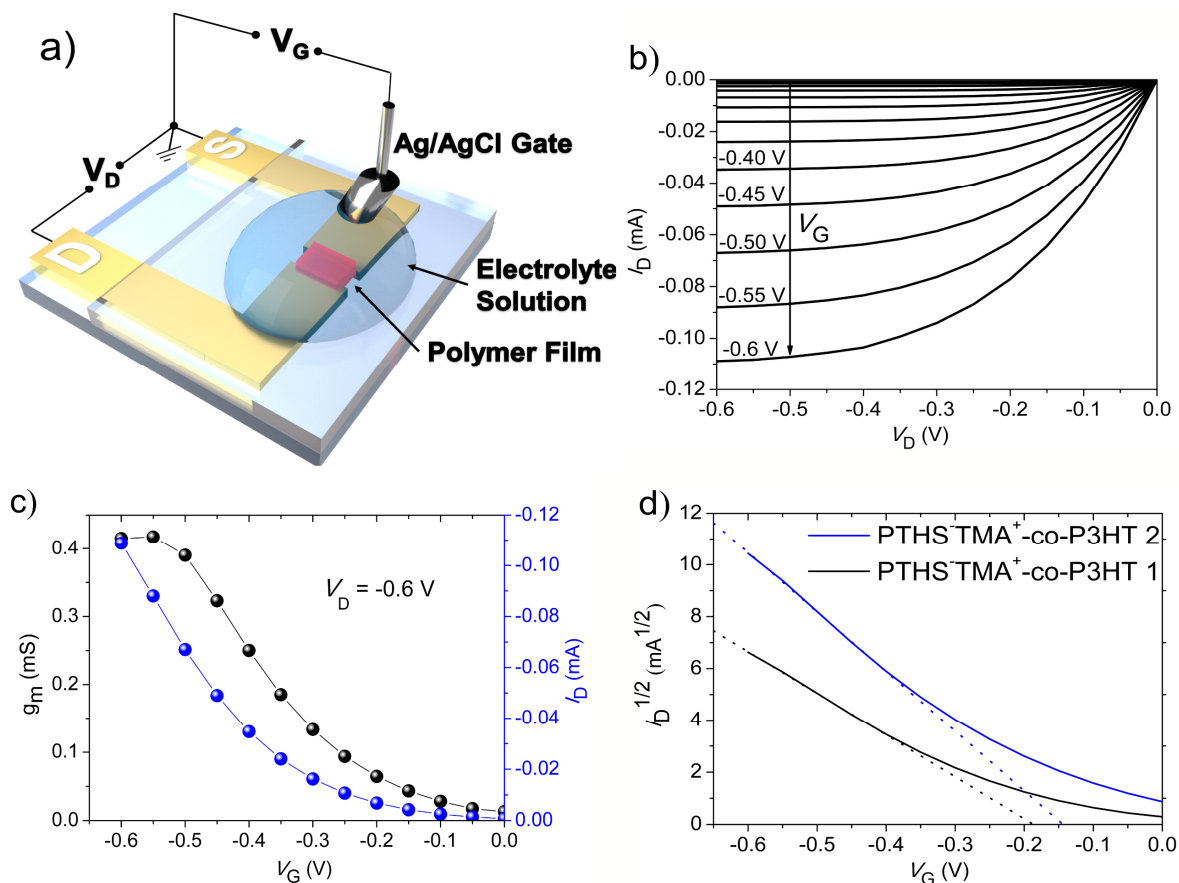 a)
V_G
Ag/AgCl Gate
V_D
S
D
Electrolyte
Solution
Polymer Film
b)
0.00
-0.02
-0.04
-0.06
-0.08
-0.10
-0.12
I_D (mA)
-0.40 V
-0.45 V
-0.50 V
-0.55 V
-0.6 V
V_G
-0.6 -0.5 -0.4 -0.3 -0.2 -0.1 0.0
V_D (V)
c)
0.4
0.3
0.2
0.1
0.0
g_m (mS)
V_D = -0.6 V
-0.12
-0.10
-0.08
-0.06
-0.04
-0.02
0.00
I_D (mA)
-0.6 -0.5 -0.4 -0.3 -0.2 -0.1 0.0
V_G (V)
d)
12
10
8
6
4
2
0
I_D^1/2 (mA^1/2)
PTHS^-TMA^+-co-P3HT 2
PTHS^-TMA^+-co-P3HT 1
-0.6 -0.5 -0.4 -0.3 -0.2 -0.1 0.0
V_G (V)